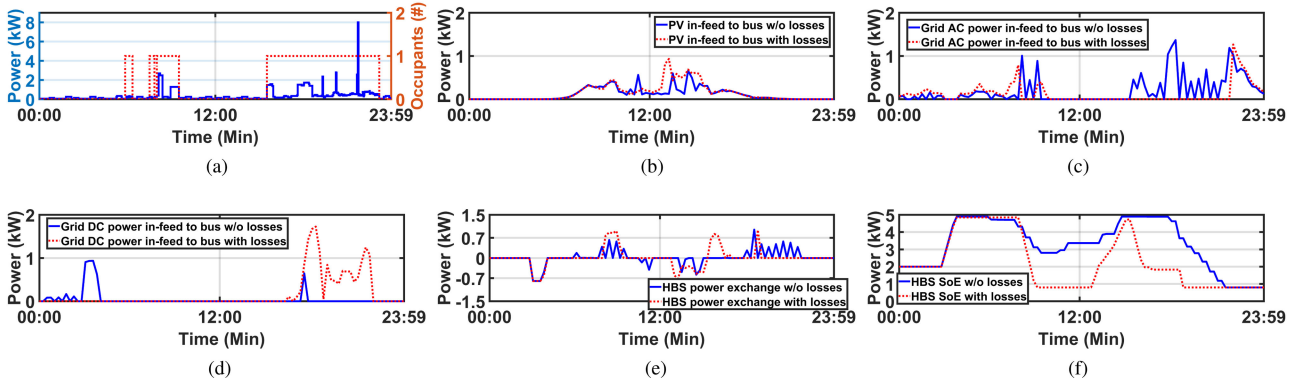 Power (kW)
8
6
4
2
0
2
1
0
Occupants (#)
00:00
12:00
23:59
Time (Min)
(a)
Power (kW)
2
1
0
PV in-feed to bus w/o losses
PV in-feed to bus with losses
00:00
12:00
23:59
Time (Min)
(b)
Power (kW)
2
1
0
Grid AC power in-feed to bus w/o losses
Grid AC power in-feed to bus with losses
00:00
12:00
23:59
Time (Min)
(c)
Power (kW)
2
1
0
Grid DC power in-feed to bus w/o losses
Grid DC power in-feed to bus with losses
00:00
12:00
23:59
Time (Min)
(d)
Power (kW)
1.5
0.7
0
-0.7
-1.5
HBS power exchange w/o losses
HBS power exchange with losses
00:00
12:00
23:59
Time (Min)
(e)
Power (kW)
5
4
3
2
1
0
HBS SoE w/o losses
HBS SoE with losses
00:00
12:00
23:59
Time (Min)
(f)